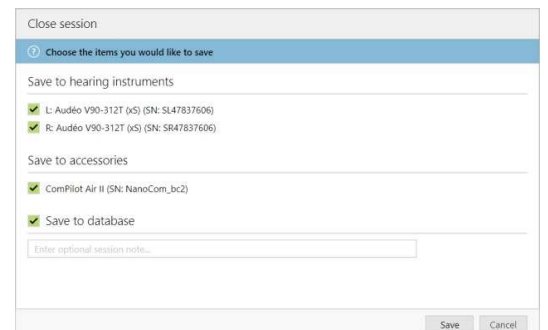 Close session
? Choose the items you would like to save
Save to hearing instruments
L: Audéo V90-312T (xS) (SN: SL47837606)
R: Audéo V90-312T (xS) (SN: SR47837606)
Save to accessories
ComPilot Air II (SN: NanoCom_bc2)
Save to database
Enter optional session note...
Save Cancel